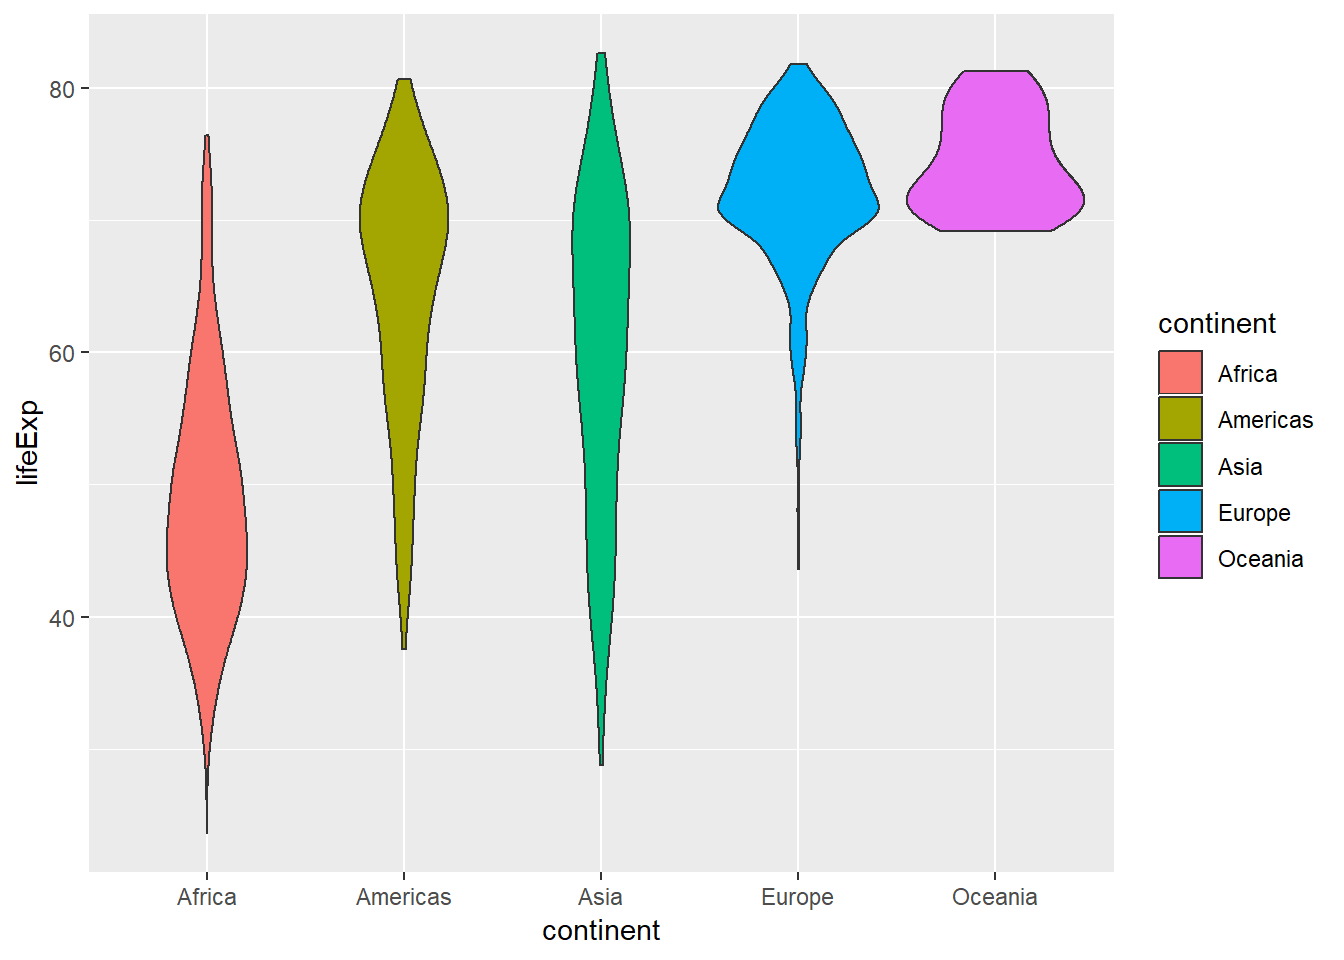 80
60
40
lifeExp
Africa
Americas
Asia
Europe
Oceania
continent
continent
Africa
Americas
Asia
Europe
Oceania